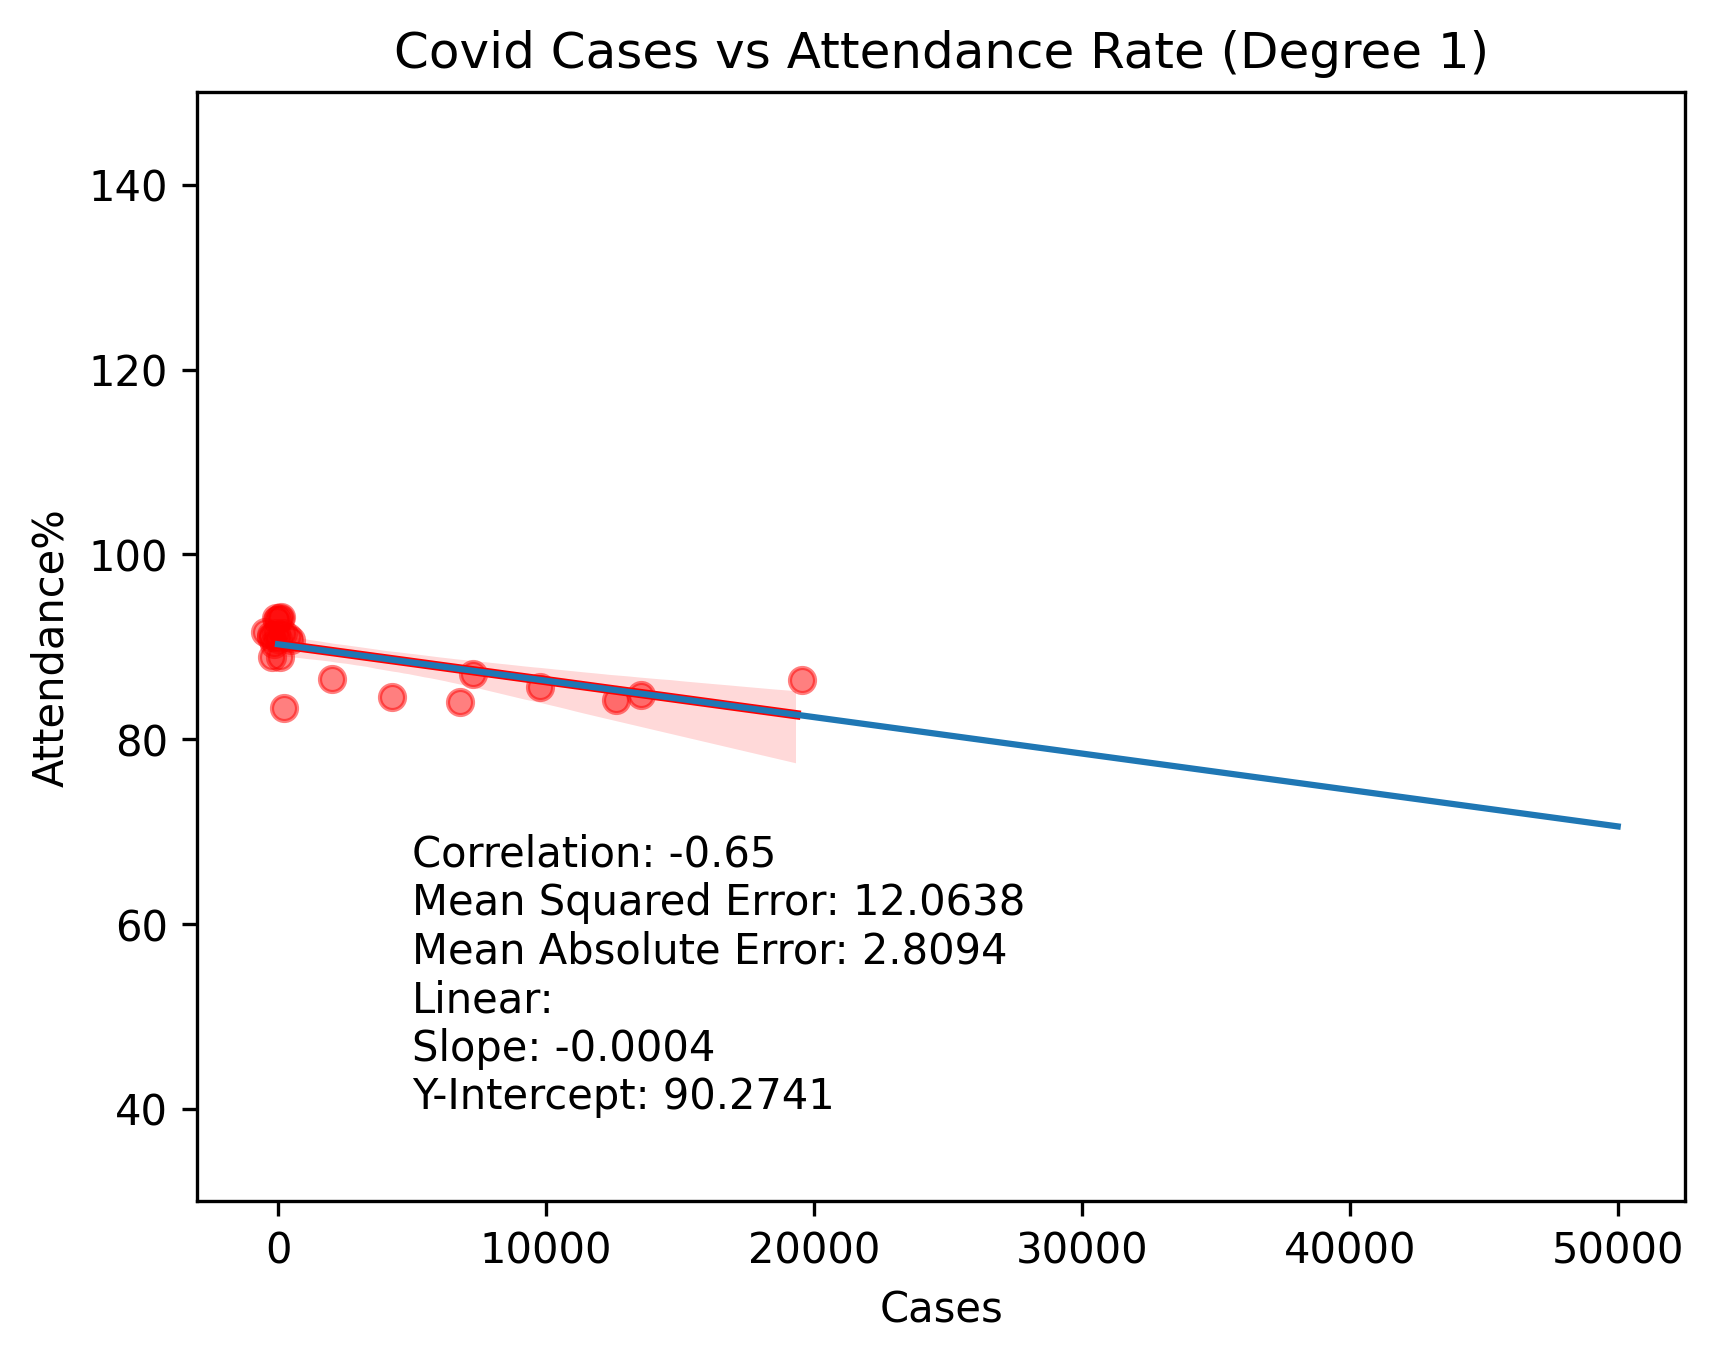 Covid Cases vs Attendance Rate (Degree 1)
140
120
100
80
60
40
Attendance%
Correlation: -0.65
Mean Squared Error: 12.0638
Mean Absolute Error: 2.8094
Linear:
Slope: -0.0004
Y-Intercept: 90.2741
0 10000 20000 30000 40000 50000
Cases